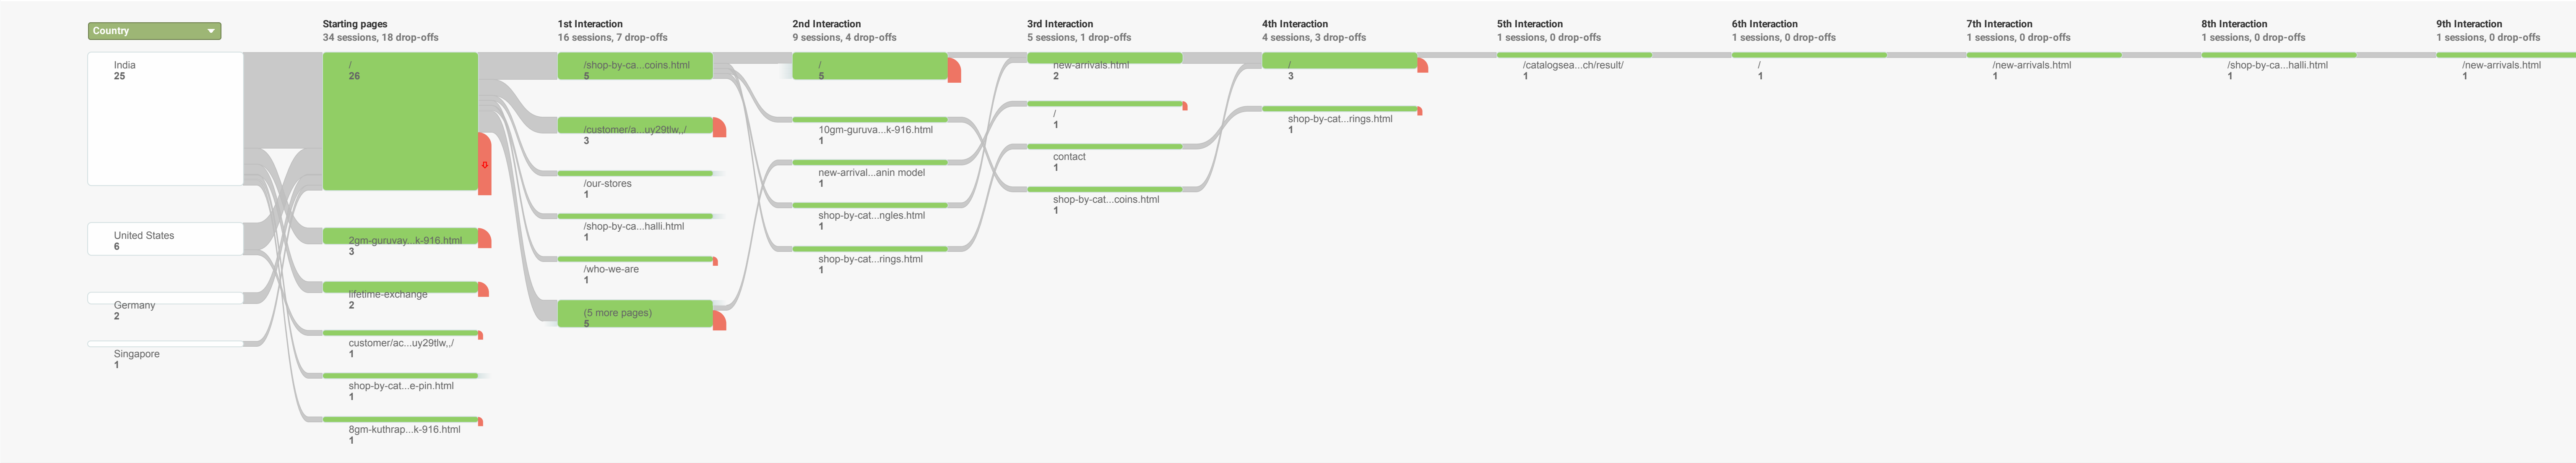 Country
India
25
United States
6
Germany
2
Singapore
1
Starting pages
34 sessions, 18 drop-offs
/
26
2gm-guruvay...k-916.html
3
lifetime-exchange
2
customer/ac...uy29tlw,,/
1
shop-by-cat...e-pin.html
1
8gm-kuthrap...k-916.html
1
1st Interaction
16 sessions, 7 drop-offs
/shop-by-ca...coins.html
5
/customer/a...uy29tlw,,/
3
/our-stores
1
/shop-by-ca...halli.html
1
/who-we-are
1
(5 more pages)
5
2nd Interaction
9 sessions, 4 drop-offs
/
5
10gm-guruva...k-916.html
1
new-arrival...anin model
1
shop-by-cat...ngles.html
1
shop-by-cat...rings.html
1
3rd Interaction
5 sessions, 1 drop-offs
new-arrivals.html
2
/
1
contact
1
shop-by-cat...coins.html
1
4th Interaction
4 sessions, 3 drop-offs
/
3
shop-by-cat...rings.html
1
5th Interaction
1 sessions, 0 drop-offs
/catalogsea...ch/result/
1
6th Interaction
1 sessions, 0 drop-offs
/
1
7th Interaction
1 sessions, 0 drop-offs
/new-arrivals.html
1
8th Interaction
1 sessions, 0 drop-offs
/shop-by-ca...halli.html
1
9th Interaction
1 sessions, 0 drop-offs
/new-arrivals.html
1